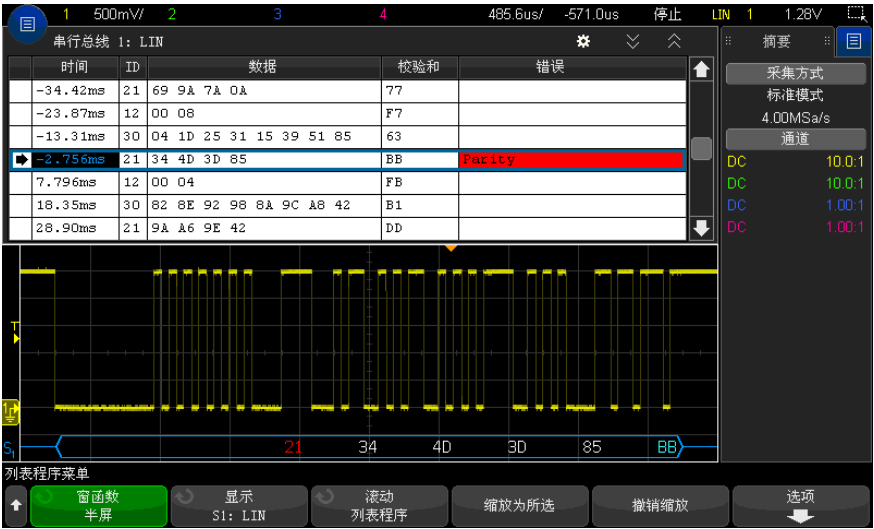 1 500mV/ 2 3 4 485.6us/ -571.0us 停止 LIN 1 1.28V
串行总线 1: LIN
摘要
时间 ID 数据 校验和 错误
-34.42ms 21 69 9A 7A 0A 77
-23.87ms 12 00 08 F7
-13.31ms 30 04 1D 25 31 15 39 51 85 63
-2.756ms 21 34 4D 3D 85 BB Parity
7.796ms 12 00 04 FB
18.35ms 30 82 8E 92 98 8A 9C A8 42 B1
28.90ms 21 9A A6 9E 42 DD
采集方式
标准模式
4.00MSa/s
通道
DC 10.0:1
DC 10.0:1
DC 1.00:1
DC 1.00:1
T
1
S1 21 34 4D 3D 85 BB
列表程序菜单
窗函数
半屏
显示
S1: LIN
滚动
列表程序
缩放为所选
撤销缩放
选项